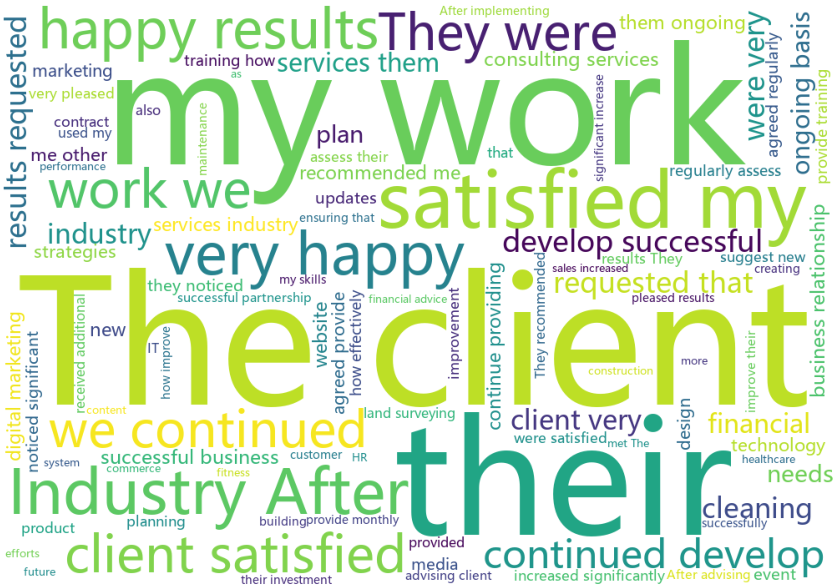 After implementing
happy results
They were
them ongoing
were very
agreed regularly
ongoing basis
results requested
marketing
training how
services them
consulting services
very pleased
as
my work
significant increase
provide training
contract
also
used my
maintenance
plan
me other
performance
assess their
that
recommended me
regularly assess
work we
updates
satisfied my
ensuring that
industry
services industry
develop successful
business relationship
strategies
very happy
results They
suggest new
they noticed
my skills
sales increased
requested that
creating
successful partnership
financial advice
pleased results
The client
digital marketing
noticed significant
received additional
new
IT
how improve
website
agreed provide
how effectively
improvement
continue providing
They recommended
more
construction
improve their
content
we continued
land surveying
client very
design
financial
their
were satisfied
met The
technology
successful business
customer
HR
healthcare
system
commerce
fitness
needs
Industry After
cleaning
successfully
product
planning
building
provide monthly
efforts
client satisfied
provided
media
continued develop
future
their investment
advising client
increased significantly
After advising
event